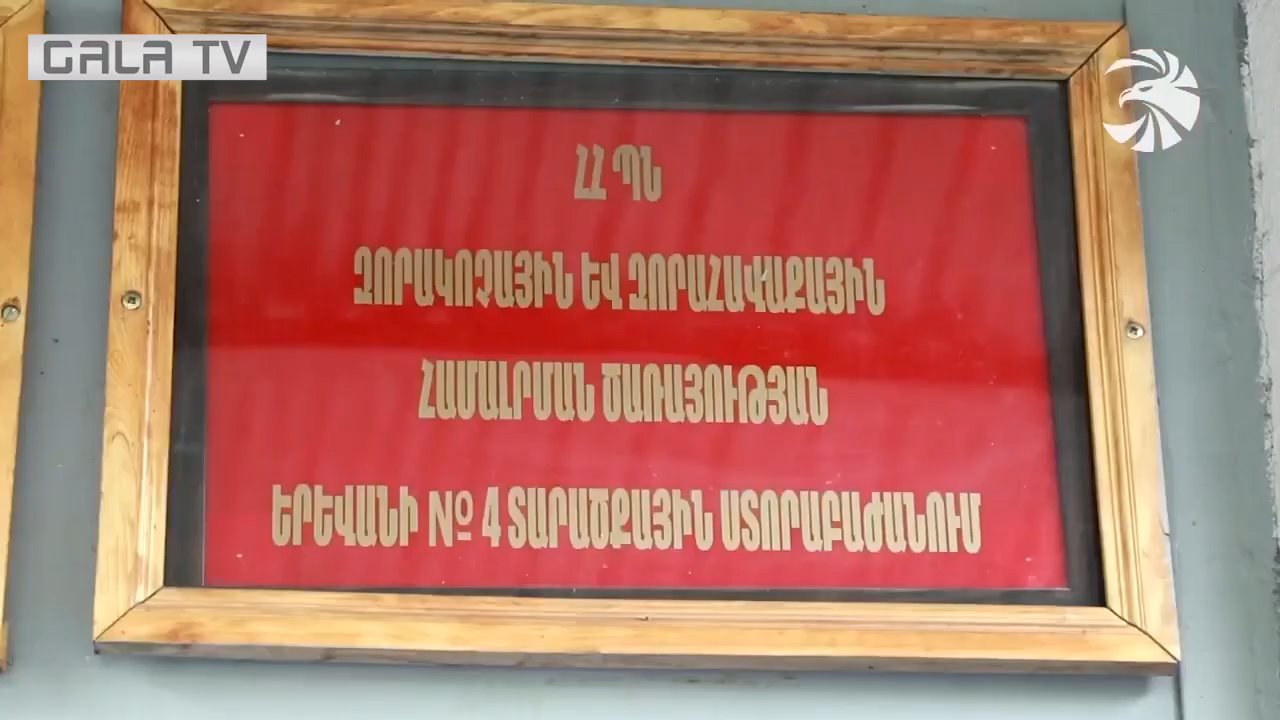 GALA TV
ՀՀ ՊՆ
ԶՈՐԱԿՈՉԱՅԻՆ ԵՎ ԶՈՐԱՀԱՎԱՔԱՅԻՆ
ՀԱՄԱԼՐՄԱՆ ԾԱՌԱՅՈՒԹՅԱՆ
ԵՐԵՎԱՆԻ № 4 ՏԱՐԱԾՔԱՅԻՆ ՍՏՈՐԱԲԱԺԱՆՈՒՄ